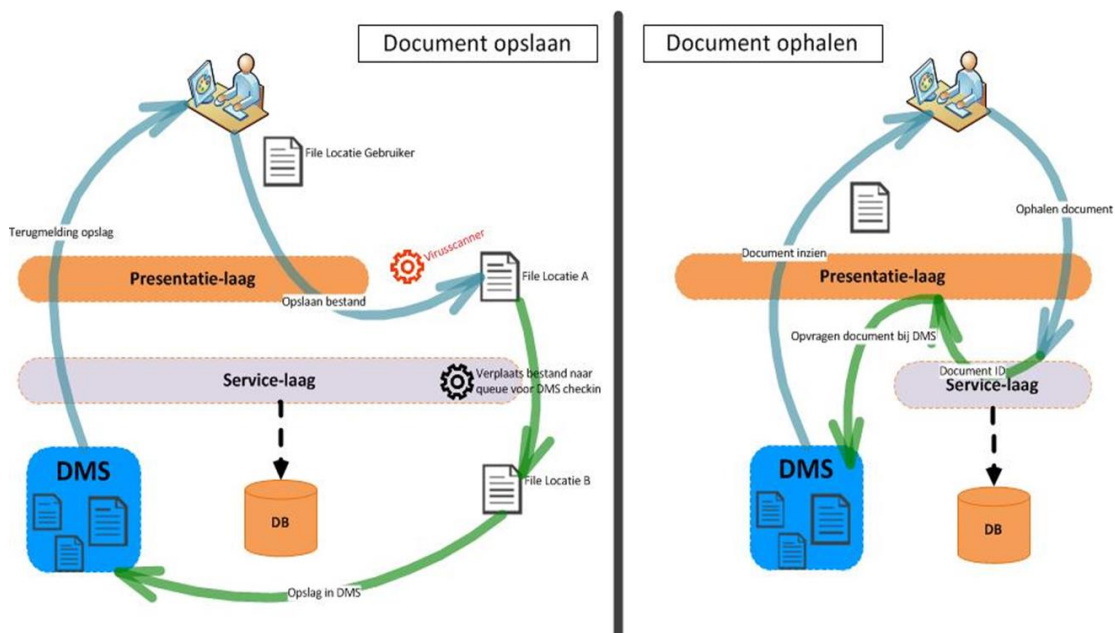 Document opslaan
File Locatie Gebruiker
Terugmelding opslag
Virusscanner
Presentatie-laag
File Locatie A
Opslaan bestand
Service-laag
Verplaats bestand naar
queue voor DMS checkin
DMS
File Locatie B
DB
Opslag in DMS
Document ophalen
Ophalen document
Document inzien
Presentatie-laag
Opvragen document bij DMS
Document ID
Service-laag
DMS
DB